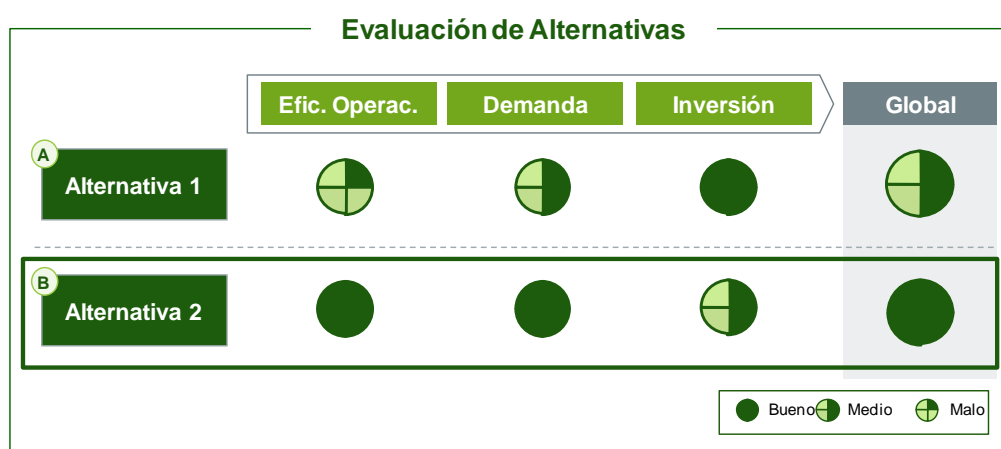 Evaluación de Alternativas
Efic. Operac. Demanda Inversión Global
A
Alternativa 1
B
Alternativa 2
Bueno Medio Malo